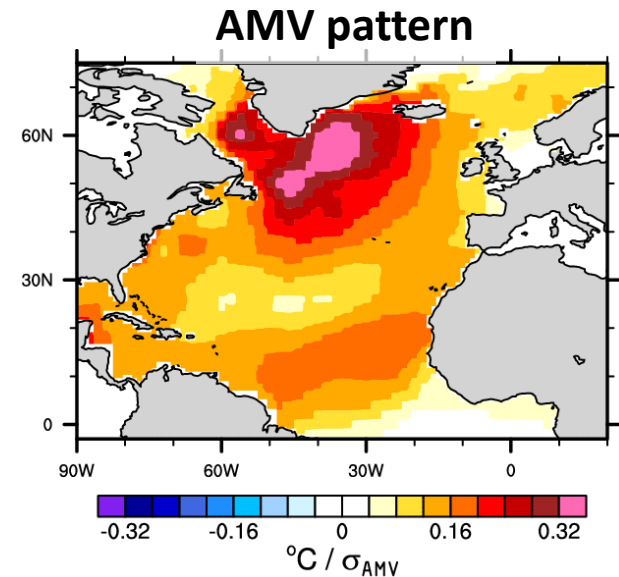 AMV pattern
60N
30N
0
90W 60W 30W 0
-0.32 -0.16 0 0.16 0.32
°C / σAMV